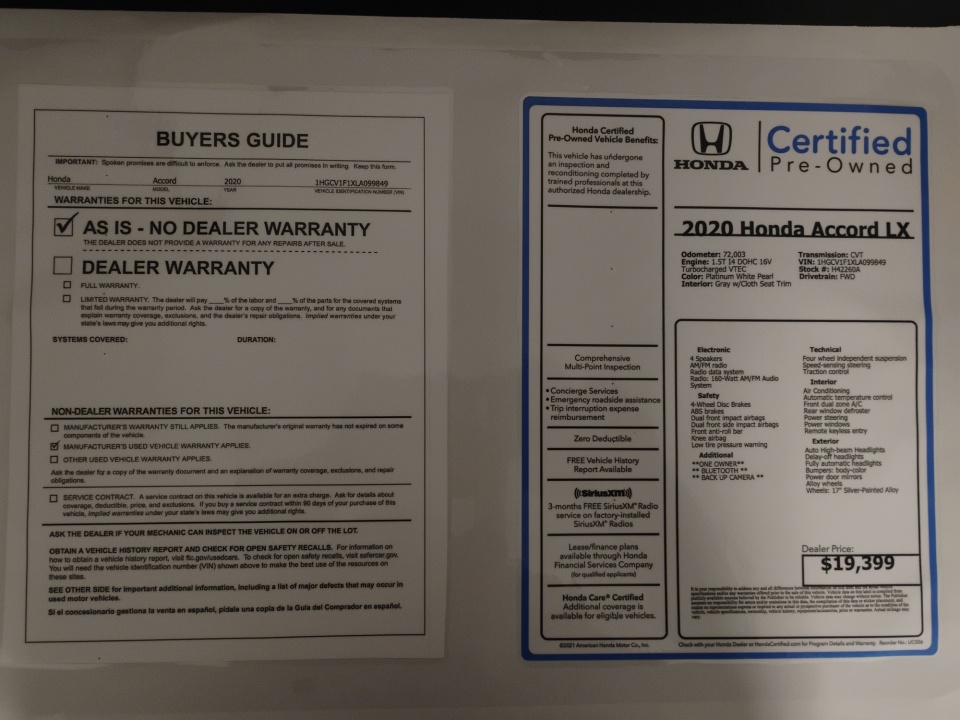 BUYERS GUIDE
IMPORTANT: Spoken promises are difficult to enforce. Ask the dealer to put all promises in writing. Keep this form.
Honda Accord 2020 1HGCV1F1XLA099849
VEHICLE MAKE MODEL YEAR VEHICLE IDENTIFICATION NUMBER (VIN)
WARRANTIES FOR THIS VEHICLE:
AS IS - NO DEALER WARRANTY
THE DEALER DOES NOT PROVIDE A WARRANTY FOR ANY REPAIRS AFTER SALE.
DEALER WARRANTY
FULL WARRANTY.
LIMITED WARRANTY. The dealer will pay ____% of the labor and ____% of the parts for the covered systems
that fail during the warranty period. Ask the dealer for a copy of the warranty, and for any documents that
explain warranty coverage, exclusions, and the dealer's repair obligations. Implied warranties under your
state's laws may give you additional rights.
SYSTEMS COVERED: DURATION:
NON-DEALER WARRANTIES FOR THIS VEHICLE:
MANUFACTURER'S WARRANTY STILL APPLIES. The manufacturer's original warranty has not expired on some
components of the vehicle.
MANUFACTURER'S USED VEHICLE WARRANTY APPLIES.
OTHER USED VEHICLE WARRANTY APPLIES.
Ask the dealer for a copy of the warranty document and an explanation of warranty coverage, exclusions, and repair
obligations.
SERVICE CONTRACT. A service contract on this vehicle is available for an extra charge. Ask for details about
coverage, deductible, price, and exclusions. If you buy a service contract within 90 days of your purchase of this
vehicle, implied warranties under your state's laws may give you additional rights.
ASK THE DEALER IF YOUR MECHANIC CAN INSPECT THE VEHICLE ON OR OFF THE LOT.
OBTAIN A VEHICLE HISTORY REPORT AND CHECK FOR OPEN SAFETY RECALLS. For information on
how to obtain a vehicle history report, visit ftc.gov/usedcars. To check for open safety recalls, visit safercar.gov.
You will need the vehicle identification number (VIN) shown above to make the best use of the resources on
these sites.
SEE OTHER SIDE for important additional information, including a list of major defects that may occur in
used motor vehicles.
Si el concesionario gestiona la venta en español, pídale una copia de la Guía del Comprador en español.
Honda Certified
Pre-Owned Vehicle Benefits:
This vehicle has undergone
an inspection and
reconditioning completed by
trained professionals at this
authorized Honda dealership.
Comprehensive
Multi-Point Inspection
• Concierge Services
• Emergency roadside assistance
• Trip interruption expense
reimbursement
Zero Deductible
FREE Vehicle History
Report Available
((SiriusXM))
3-months FREE SiriusXM® Radio
service on factory-installed
SiriusXM® Radios
Lease/finance plans
available through Honda
Financial Services Company
(for qualified applicants)
Honda Care® Certified
Additional coverage is
available for eligible vehicles.
©2021 American Honda Motor Co., Inc.
HONDA
Certified
Pre-Owned
2020 Honda Accord LX
Odometer: 72,003
Engine: 1.5T I4 DOHC 16V
Turbocharged VTEC
Color: Platinum White Pearl
Interior: Gray w/Cloth Seat Trim
Transmission: CVT
VIN: 1HGCV1F1XLA099849
Stock #: H42260A
Drivetrain: FWD
Electronic
4 Speakers
AM/FM radio
Radio data system
Radio: 160-Watt AM/FM Audio
System
Safety
4-Wheel Disc Brakes
ABS brakes
Dual front impact airbags
Dual front side impact airbags
Front anti-roll bar
Knee airbag
Low tire pressure warning
Additional
**ONE OWNER**
** BLUETOOTH **
** BACK UP CAMERA **
Technical
Four wheel independent suspension
Speed-sensing steering
Traction control
Interior
Air Conditioning
Automatic temperature control
Front dual zone A/C
Rear window defroster
Power steering
Power windows
Remote keyless entry
Exterior
Auto High-beam Headlights
Delay-off headlights
Fully automatic headlights
Bumpers: body-color
Power door mirrors
Alloy wheels
Wheels: 17" Silver-Painted Alloy
Dealer Price:
$19,399
Check with your Honda Dealer or HondaCertified.com for Program Details and Warranty. Reorder No.: